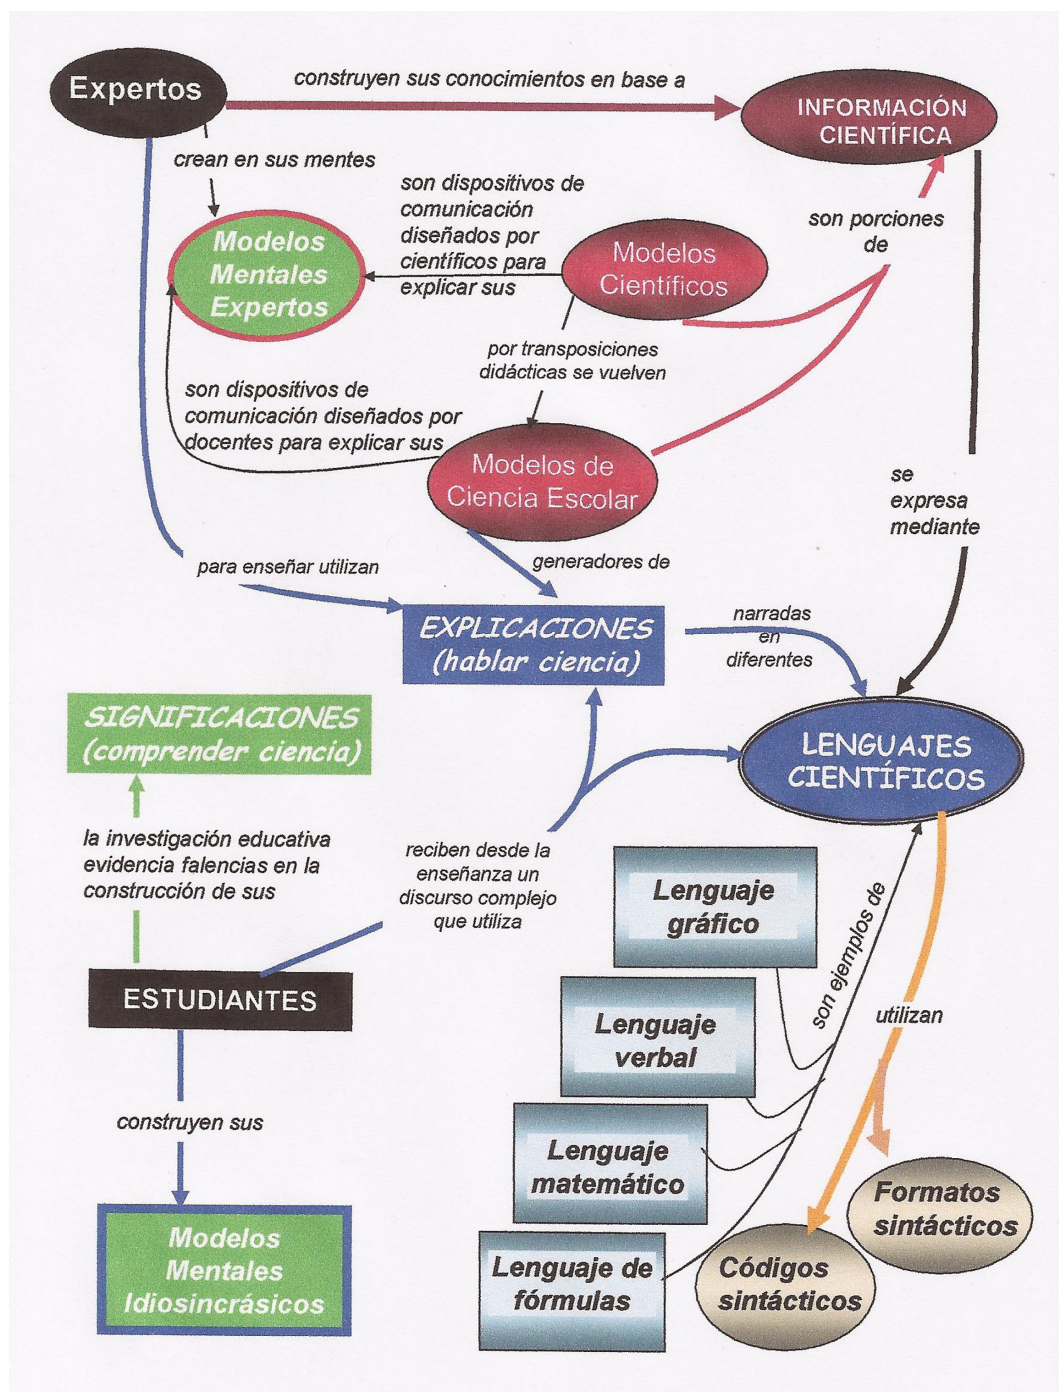 Expertos
construyen sus conocimientos en base a
INFORMACIÓN
CIENTÍFICA
crean en sus mentes
son dispositivos de
comunicación
diseñados por
científicos para
explicar sus
son porciones
de
Modelos
Mentales
Expertos
Modelos
Científicos
por transposiciones
didácticas se vuelven
son dispositivos de
comunicación diseñados por
docentes para explicar sus
Modelos de
Ciencia Escolar
se
expresa
mediante
para enseñar utilizan
generadores de
EXPLICACIONES
(hablar ciencia)
narradas
en
diferentes
SIGNIFICACIONES
(comprender ciencia)
LENGUAJES
CIENTÍFICOS
la investigación educativa
evidencia falencias en la
construcción de sus
reciben desde la
enseñanza un
discurso complejo
que utiliza
Lenguaje
gráfico
son ejemplos de
ESTUDIANTES
Lenguaje
verbal
utilizan
construyen sus
Lenguaje
matemático
Formatos
sintácticos
Modelos
Mentales
Idiosincrásicos
Lenguaje de
fórmulas
Códigos
sintácticos